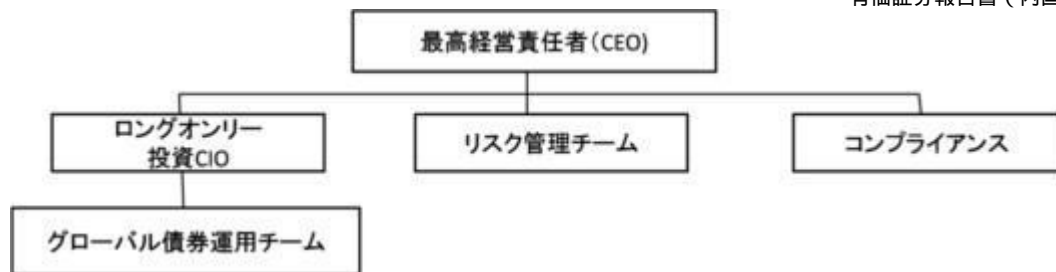 最高経営責任者(CEO)
ロングオンリー
投資CIO
リスク管理チーム
コンプライアンス
グローバル債券運用チーム